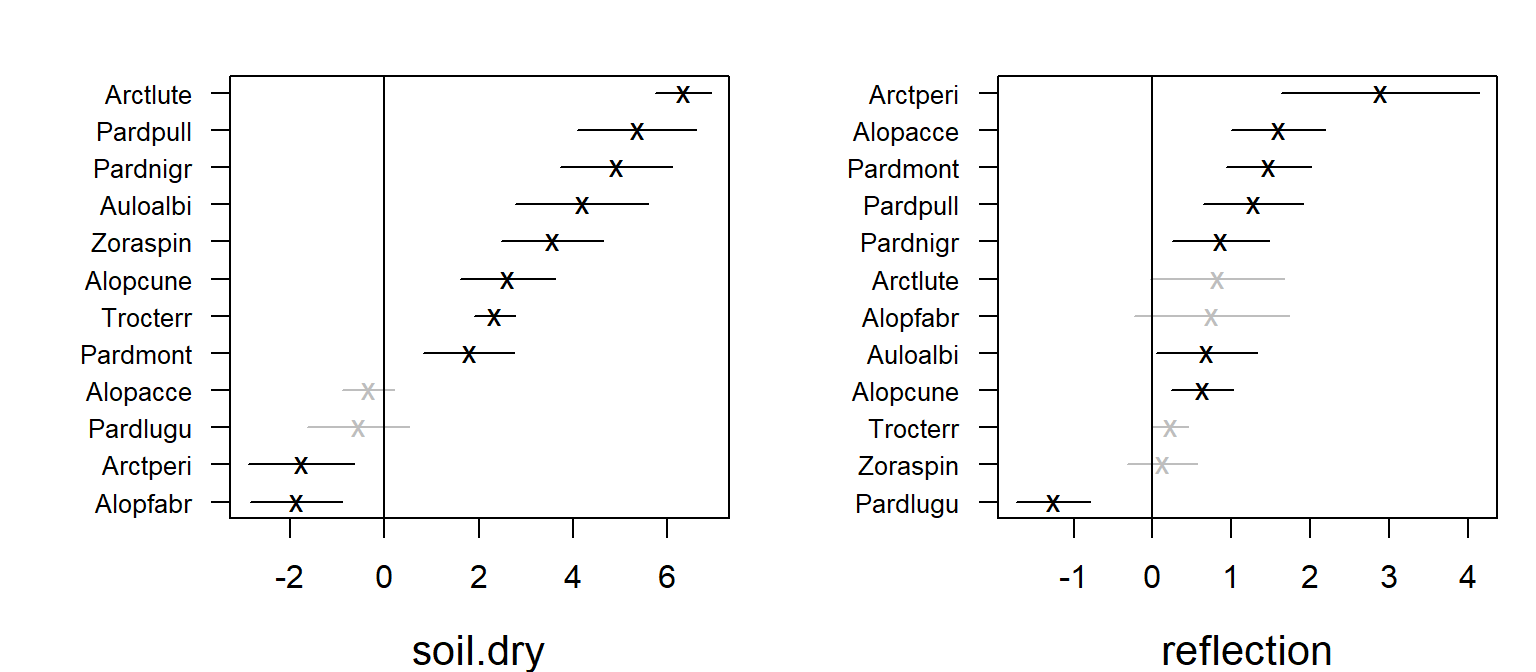 Arctlute
Pardpull
Pardnigr
Auloalbi
Zoraspin
Alopcune
Trocterr
Pardmont
Alopacce
Pardlugu
Arctperi
Alopfabr
-2 0 2 4 6
soil.dry
Arctperi
Alopacce
Pardmont
Pardpull
Pardnigr
Arctlute
Alopfabr
Auloalbi
Alopcune
Trocterr
Zoraspin
Pardlugu
-1 0 1 2 3 4
reflection